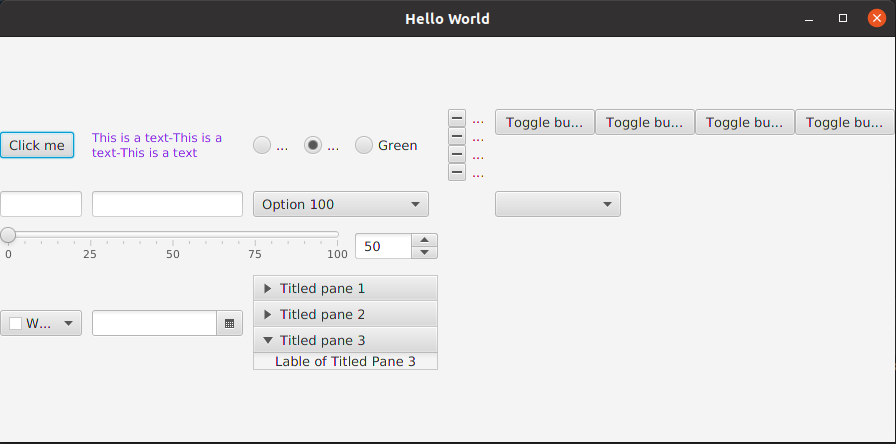 Hello World
Click me
This is a text-This is a
text-This is a text
...
...
Green
...
...
...
...
Toggle bu...
Toggle bu...
Toggle bu...
Toggle bu...
Option 100
0
25
50
75
100
50
W...
Titled pane 1
Titled pane 2
Titled pane 3
Lable of Titled Pane 3